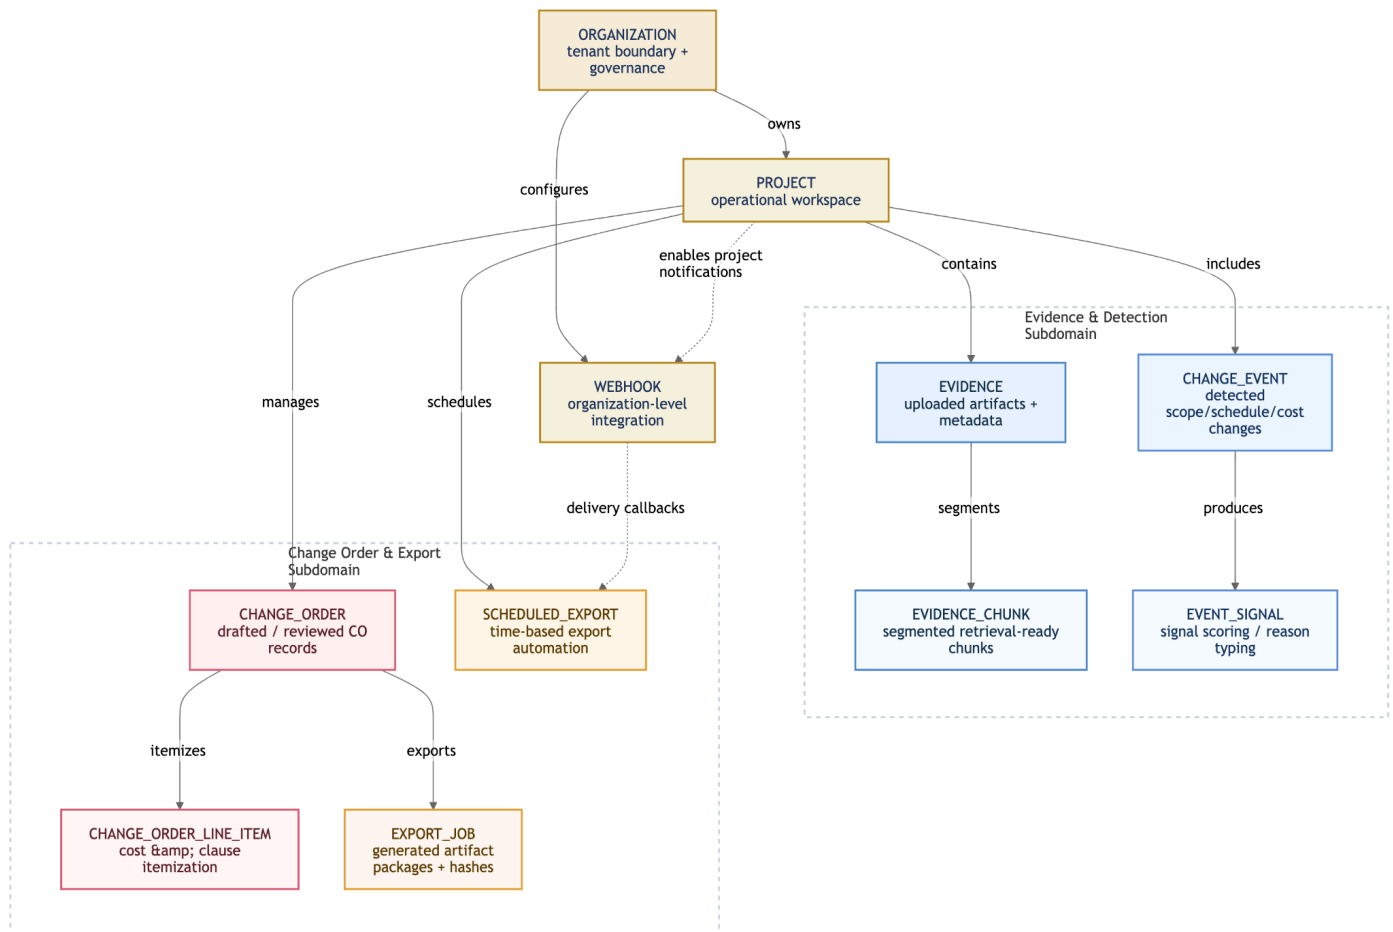 ORGANIZATION
tenant boundary +
governance
owns
PROJECT
operational workspace
configures
enables project
notifications
contains
includes
Evidence & Detection
Subdomain
WEBHOOK
organization-level
integration
EVIDENCE
uploaded artifacts +
metadata
CHANGE_EVENT
detected
scope/schedule/cost
changes
manages
schedules
delivery callbacks
segments
produces
Change Order & Export
Subdomain
CHANGE_ORDER
drafted / reviewed CO
records
SCHEDULED_EXPORT
time-based export
automation
EVIDENCE_CHUNK
segmented retrieval-ready
chunks
EVENT_SIGNAL
signal scoring / reason
typing
itemizes
exports
CHANGE_ORDER_LINE_ITEM
cost &amp; clause
itemization
EXPORT_JOB
generated artifact
packages + hashes